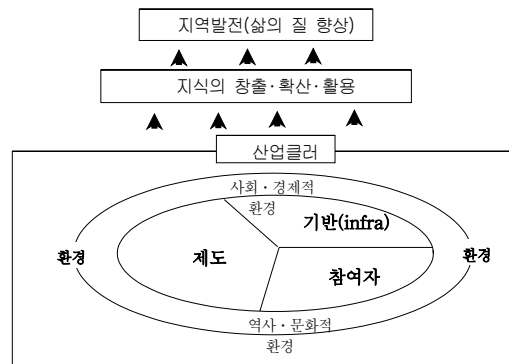 지역발전(삶의 질 향상)
지식의 창출·확산·활용
산업클러
사회·경제적
환경
기반(infra)
환경
제도
환경
참여자
역사·문화적
환경